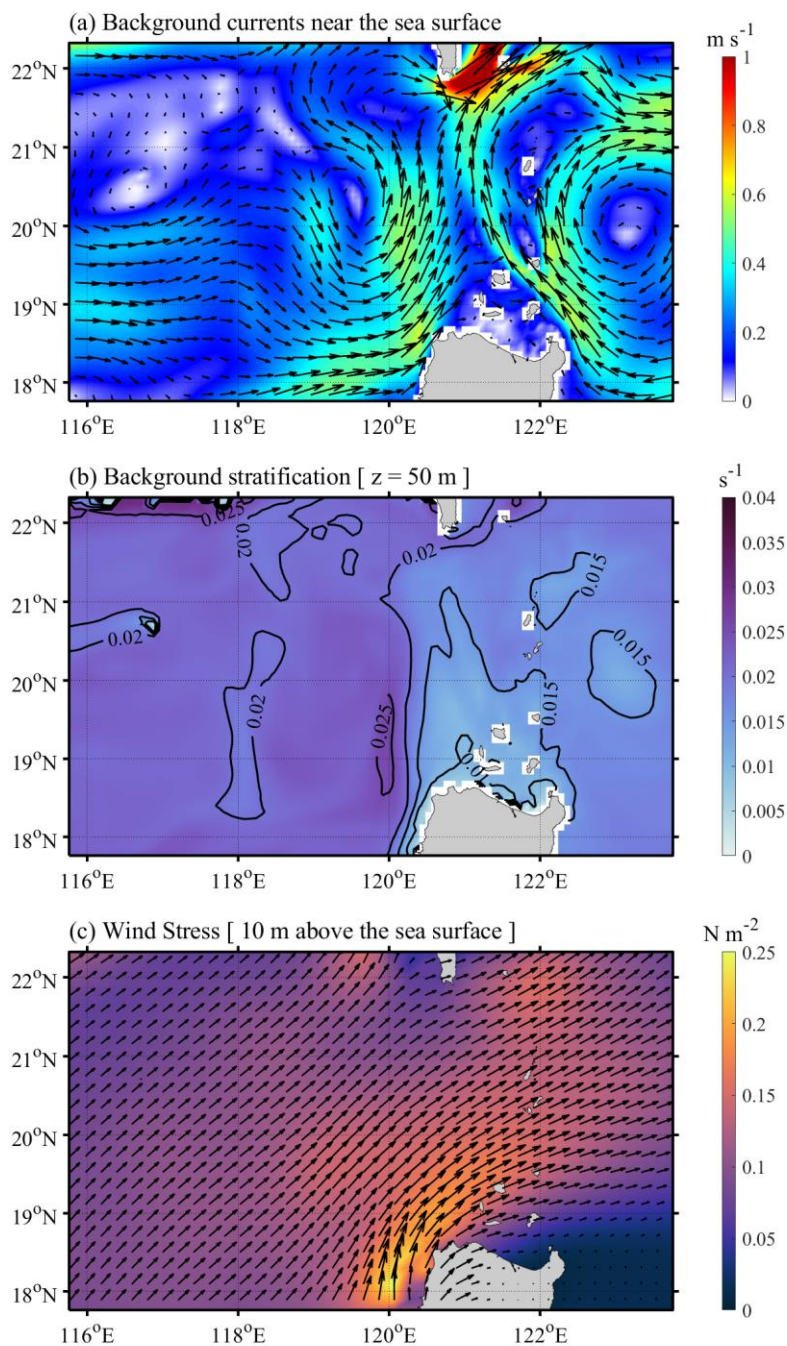 (a) Background currents near the sea surface
m s⁻¹
22°N
21°N
20°N
19°N
18°N
116°E 118°E 120°E 122°E
1
0.8
0.6
0.4
0.2
0
(b) Background stratification [ z = 50 m ]
s⁻¹
22°N
21°N
20°N
19°N
18°N
116°E 118°E 120°E 122°E
0.025
0.02
0.02
0.015
0.02
0.015
0.015
0.02
0.025
0.04
0.035
0.03
0.025
0.02
0.015
0.01
0.005
0
(c) Wind Stress [ 10 m above the sea surface ]
N m⁻²
22°N
21°N
20°N
19°N
18°N
116°E 118°E 120°E 122°E
0.25
0.2
0.15
0.1
0.05
0